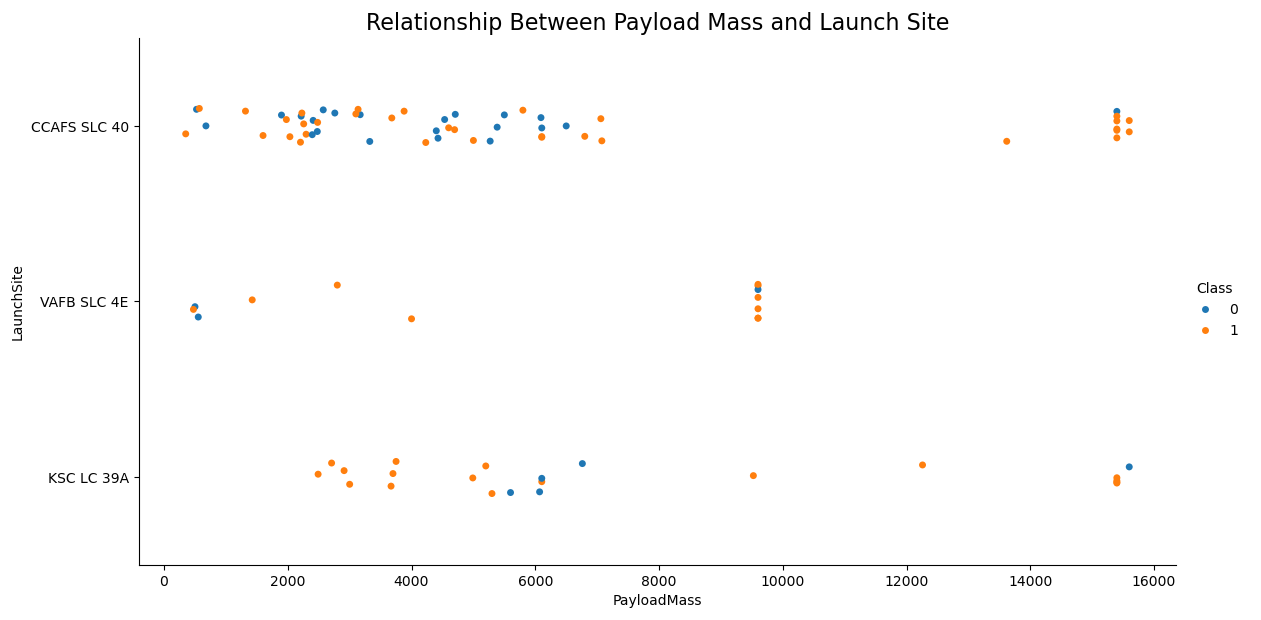 Relationship Between Payload Mass and Launch Site
CCAFS SLC 40
VAFB SLC 4E
KSC LC 39A
LaunchSite
0 2000 4000 6000 8000 10000 12000 14000 16000
PayloadMass
Class
0
1